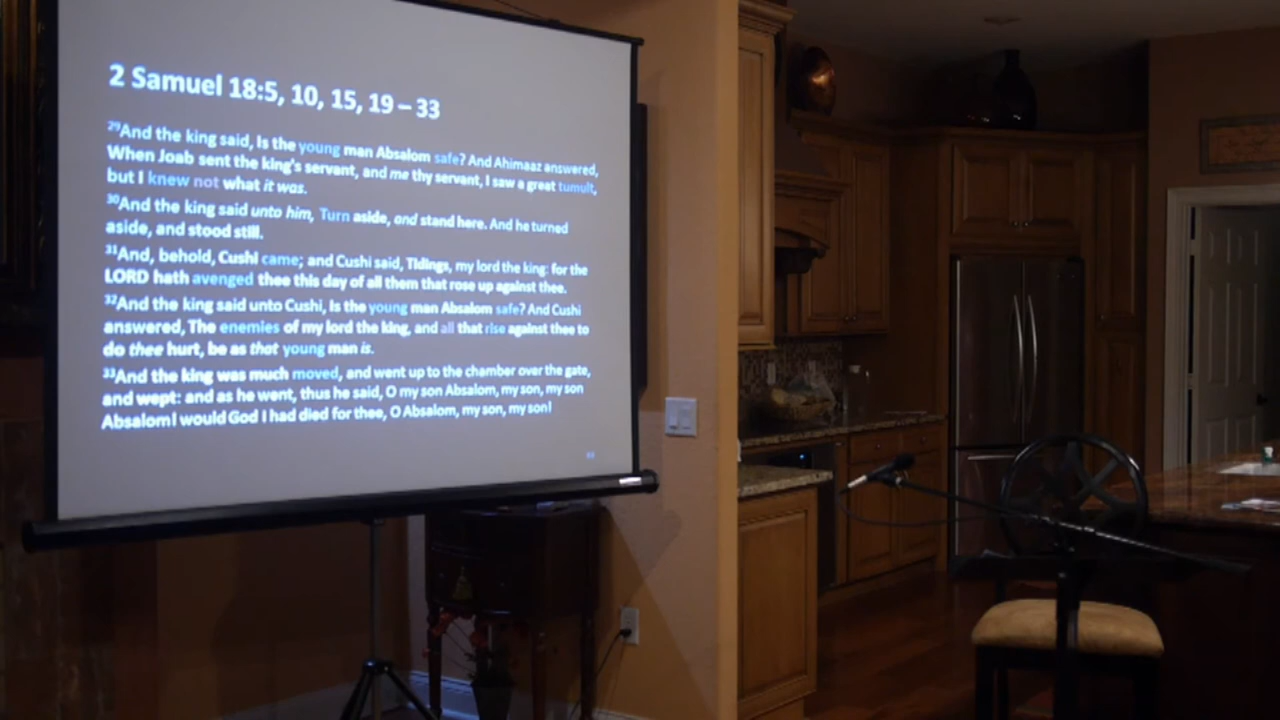 2 Samuel 18:5, 10, 15, 19 – 33
29And the king said, Is the young man Absalom safe? And Ahimaaz answered,
When Joab sent the king's servant, and me thy servant, I saw a great tumult,
but I knew not what it was.
30And the king said unto him, Turn aside, and stand here. And he turned
aside, and stood still.
31And, behold, Cushi came; and Cushi said, Tidings, my lord the king: for the
LORD hath avenged thee this day of all them that rose up against thee.
32And the king said unto Cushi, Is the young man Absalom safe? And Cushi
answered, The enemies of my lord the king, and all that rise against thee to
do thee hurt, be as that young man is.
33And the king was much moved, and went up to the chamber over the gate,
and wept: and as he went, thus he said, O my son Absalom, my son, my son
Absalom! would God I had died for thee, O Absalom, my son, my son!